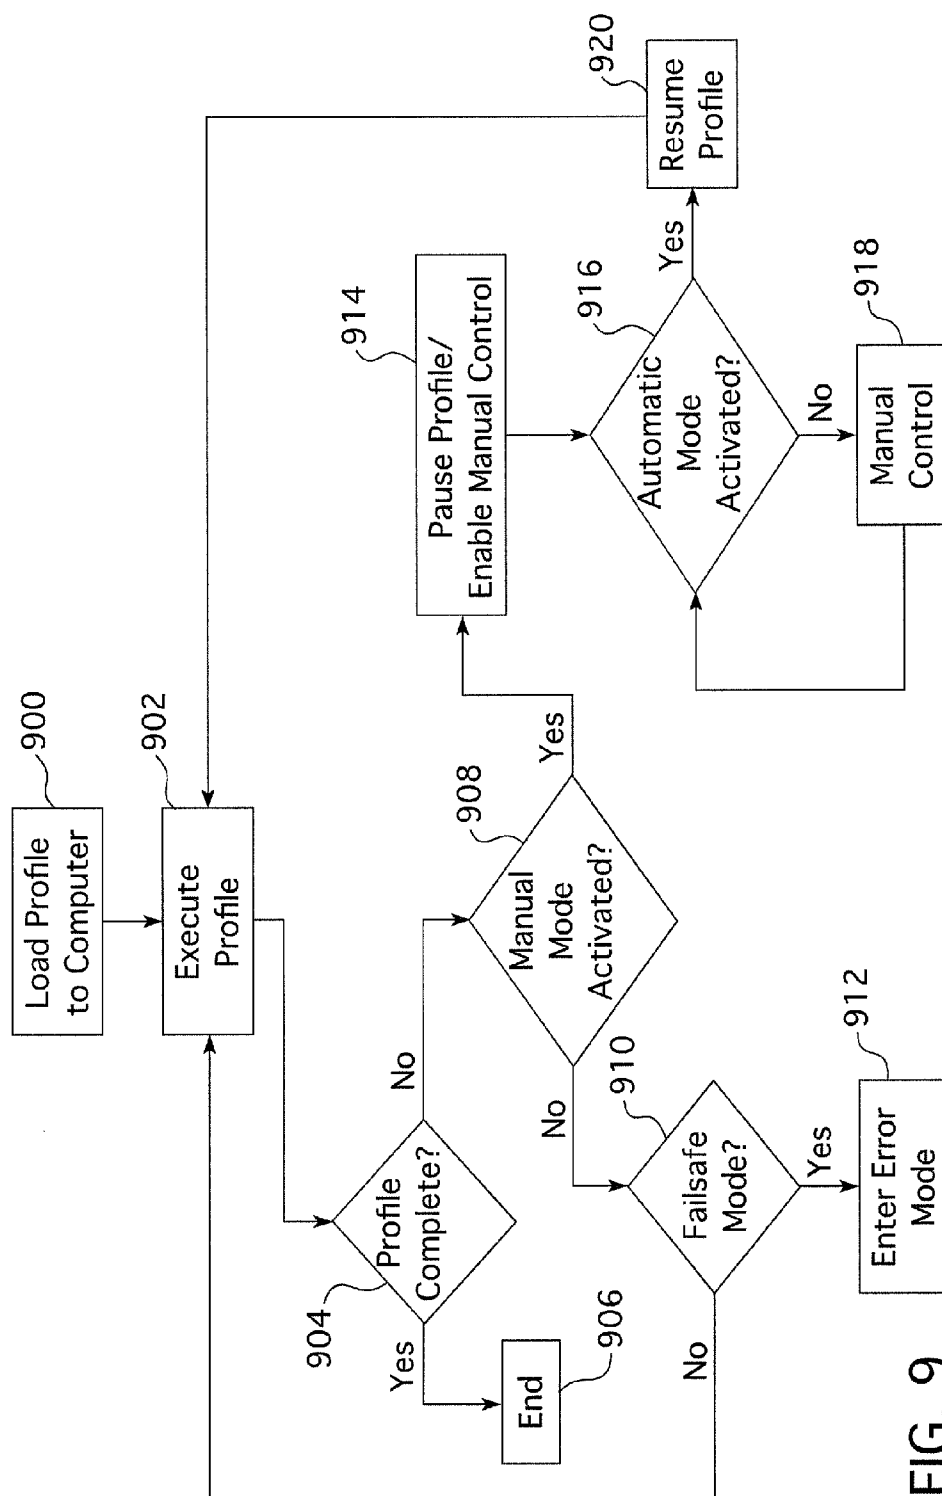 900
Load Profile
to Computer
902
Execute
Profile
904
Profile
Complete?
Yes
No
End
906
908
Manual
Mode
Activated?
Yes
No
910
Failsafe
Mode?
No
Yes
Enter Error
Mode
912
914
Pause Profile/
Enable Manual Control
916
Automatic
Mode
Activated?
Yes
No
918
Manual
Control
920
Resume
Profile
FIG. 9